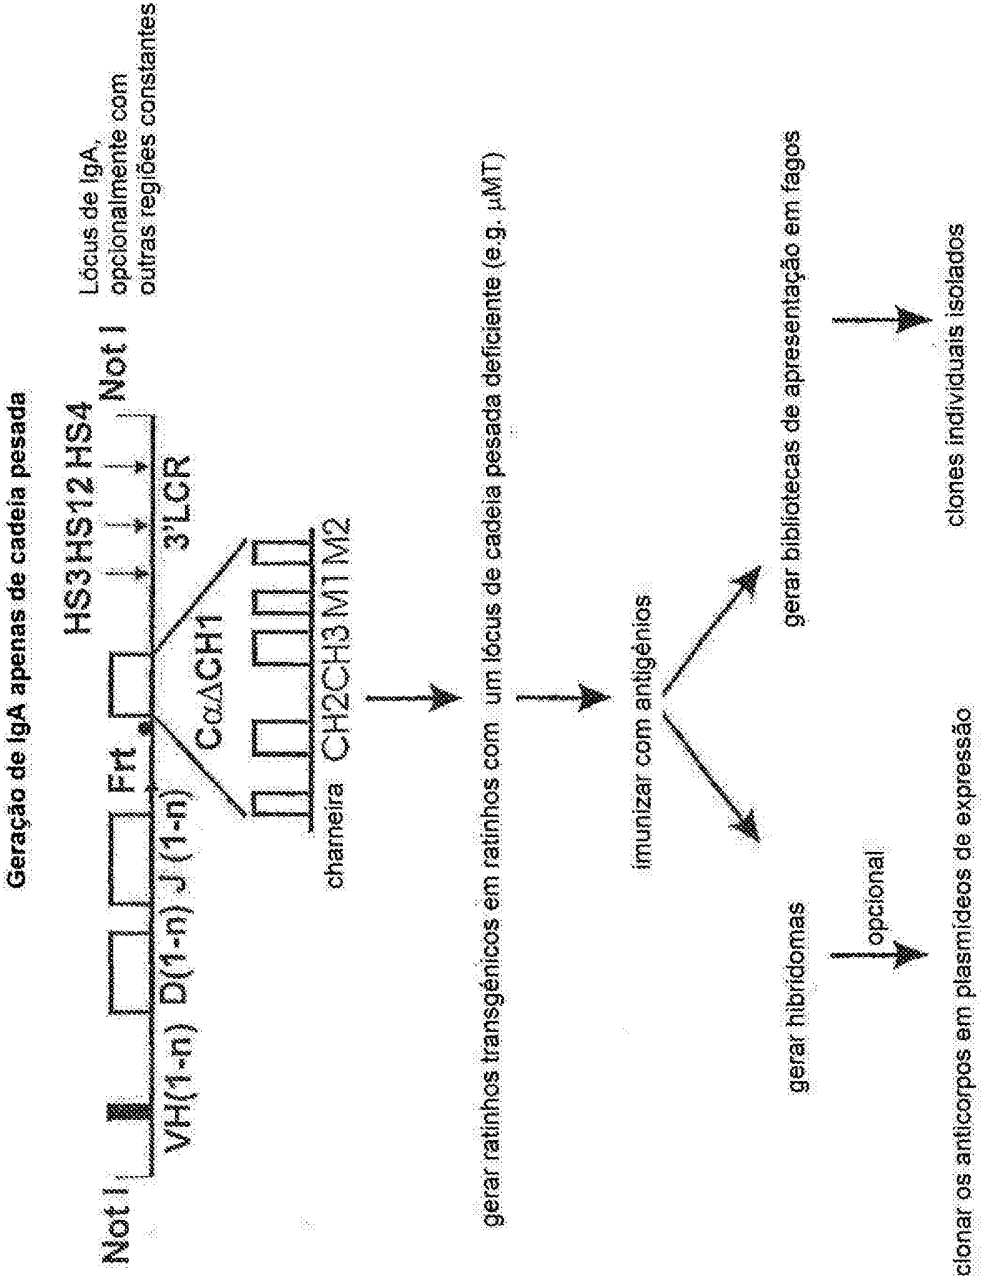 Geração de IgA apenas de cadeia pesada
HS3 HS12 HS4
Not I
Not I
Lócus de IgA,
opcionalmente com
outras regiões constantes
Frt
3'LCR
VH(1-n) D(1-n) J (1-n)
CαΔCH1
charneira CH2CH3 M1 M2
gerar ratinhos transgénicos em ratinhos com um lócus de cadeia pesada deficiente (e.g. μMT)
imunizar com antigénios
gerar hibridomas
gerar bibliotecas de apresentação em fagos
opcional
clonar os anticorpos em plasmídeos de expressão
clones individuais isolados